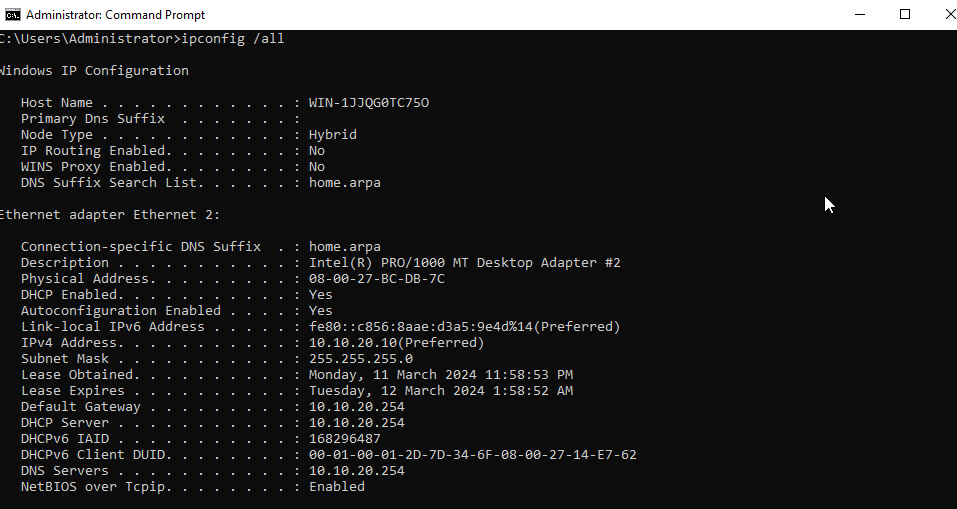 Administrator: Command Prompt
C:\Users\Administrator>ipconfig /all
Windows IP Configuration
Host Name . . . . . . . . . . . . : WIN-1JJQG0TC75O
Primary Dns Suffix  . . . . . . . :
Node Type . . . . . . . . . . . . : Hybrid
IP Routing Enabled. . . . . . . . : No
WINS Proxy Enabled. . . . . . . . : No
DNS Suffix Search List. . . . . . : home.arpa
Ethernet adapter Ethernet 2:
Connection-specific DNS Suffix  . : home.arpa
Description . . . . . . . . . . . : Intel(R) PRO/1000 MT Desktop Adapter #2
Physical Address. . . . . . . . . : 08-00-27-BC-DB-7C
DHCP Enabled. . . . . . . . . . . : Yes
Autoconfiguration Enabled . . . . : Yes
Link-local IPv6 Address . . . . . : fe80::c856:8aae:d3a5:9e4d%14(Preferred)
IPv4 Address. . . . . . . . . . . : 10.10.20.10(Preferred)
Subnet Mask . . . . . . . . . . . : 255.255.255.0
Lease Obtained. . . . . . . . . . : Monday, 11 March 2024 11:58:53 PM
Lease Expires . . . . . . . . . . : Tuesday, 12 March 2024 1:58:52 AM
Default Gateway . . . . . . . . . : 10.10.20.254
DHCP Server . . . . . . . . . . . : 10.10.20.254
DHCPv6 IAID . . . . . . . . . . . : 168296487
DHCPv6 Client DUID. . . . . . . . : 00-01-00-01-2D-7D-34-6F-08-00-27-14-E7-62
DNS Servers . . . . . . . . . . . : 10.10.20.254
NetBIOS over Tcpip. . . . . . . . : Enabled